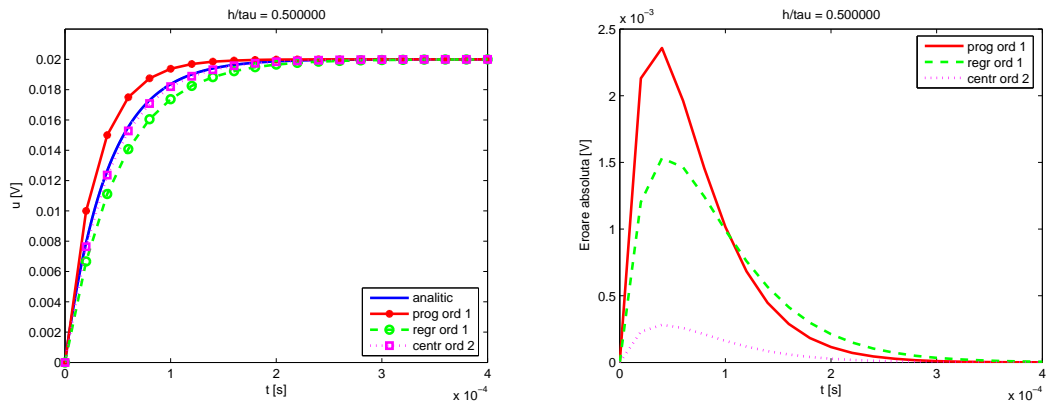 h/tau = 0.500000
u [V]
0.02
0.018
0.016
0.014
0.012
0.01
0.008
0.006
0.004
0.002
0
0 1 2 3 4
t [s]
x 10⁻⁴
analitic
prog ord 1
regr ord 1
centr ord 2
h/tau = 0.500000
x 10⁻³
Eroare absoluta [V]
2.5
2
1.5
1
0.5
0
0 1 2 3 4
t [s]
x 10⁻⁴
prog ord 1
regr ord 1
centr ord 2